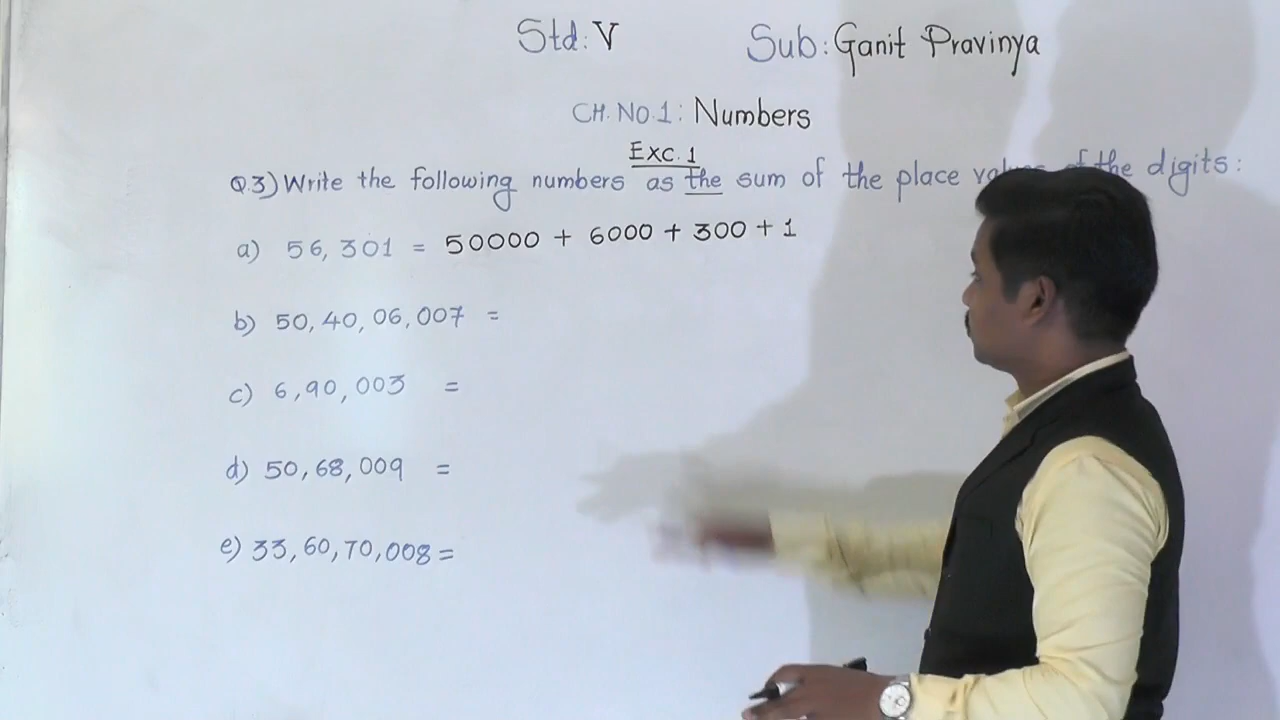 Std: V Sub: Ganit Pravinya
CH. NO. 1: Numbers
Exc. 1
Q.3) Write the following numbers as the sum of the place of the digits:
a) 56, 301 = 50000 + 6000 + 300 + 1
b) 50, 40, 06, 007 =
c) 6, 90, 003 =
d) 50, 68, 009 =
e) 33, 60, 70, 008 =